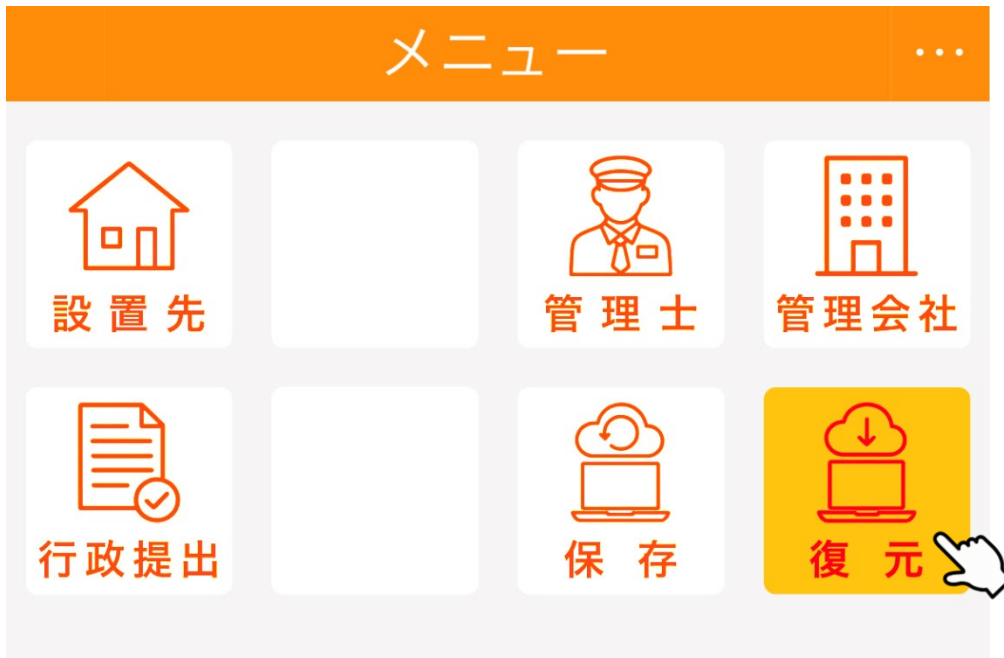 メニュー …
設置先 管理士 管理会社
行政提出 保存 復元